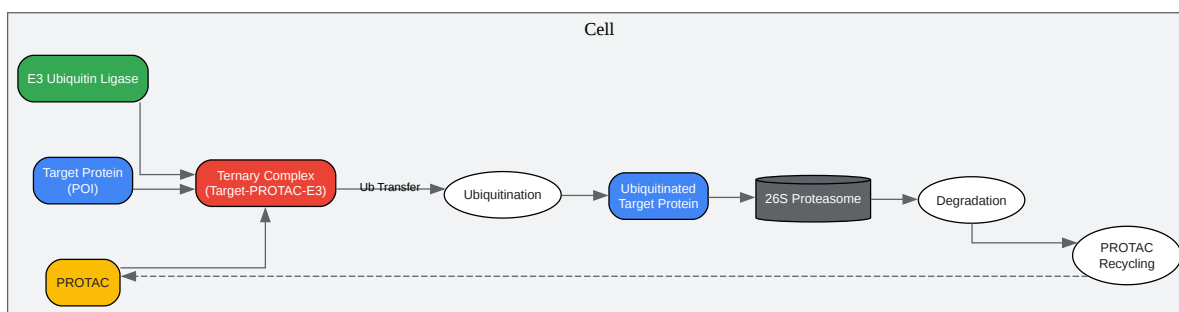 Cell
E3 Ubiquitin Ligase
Target Protein
(POI)
PROTAC
Ternary Complex
(Target-PROTAC-E3)
Ub Transfer
Ubiquitination
Ubiquitinated
Target Protein
26S Proteasome
Degradation
PROTAC
Recycling